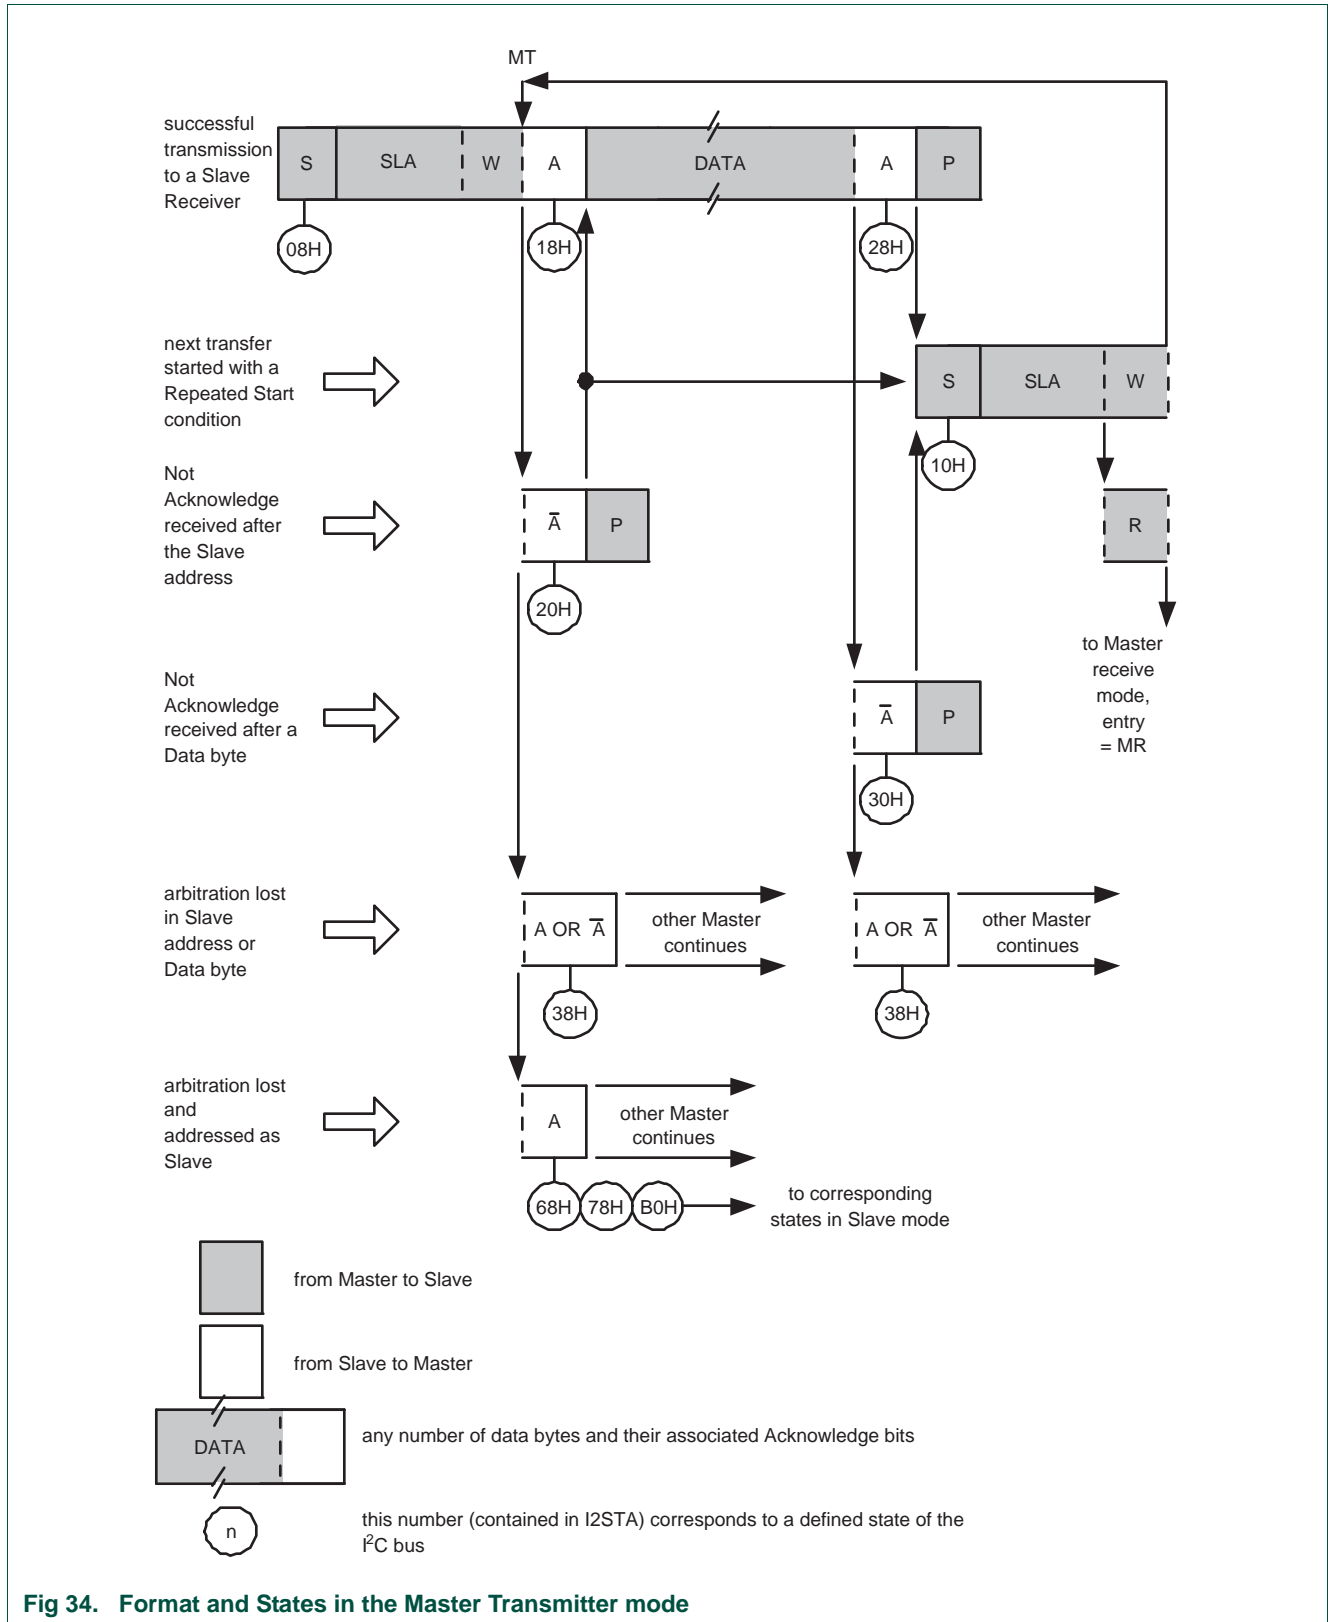 MT
successful
transmission
to a Slave
Receiver
S
SLA
W
A
DATA
A
P
08H
18H
28H
next transfer
started with a
Repeated Start
condition
S
SLA
W
10H
Not
Acknowledge
received after
the Slave
address
Ā
P
R
20H
to Master
receive
mode,
entry
= MR
Not
Acknowledge
received after a
Data byte
Ā
P
30H
arbitration lost
in Slave
address or
Data byte
A OR Ā
other Master
continues
A OR Ā
other Master
continues
38H
38H
arbitration lost
and
addressed as
Slave
A
other Master
continues
68H
78H
B0H
to corresponding
states in Slave mode
from Master to Slave
from Slave to Master
DATA
any number of data bytes and their associated Acknowledge bits
n
this number (contained in I2STA) corresponds to a defined state of the
I²C bus
Fig 34. Format and States in the Master Transmitter mode